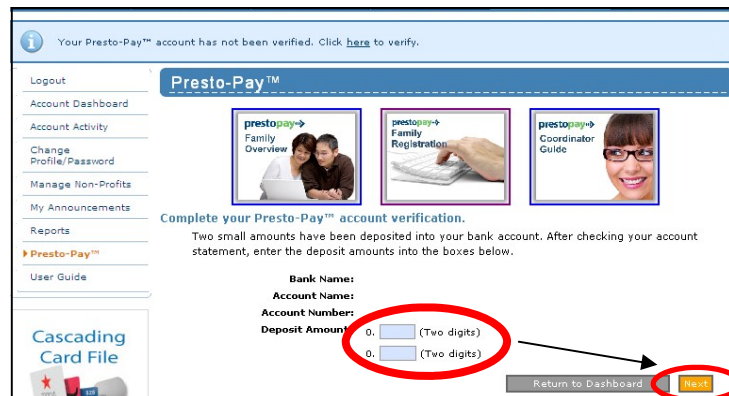 Your Presto-Pay™ account has not been verified. Click here to verify.
Logout
Account Dashboard
Account Activity
Change
Profile/Password
Manage Non-Profits
My Announcements
Reports
Presto-Pay™
User Guide
Cascading
Card File
Presto-Pay™
prestopay
Family
Overview
prestopay
Family
Registration
prestopay
Coordinator
Guide
Complete your Presto-Pay™ account verification.
Two small amounts have been deposited into your bank account. After checking your account
statement, enter the deposit amounts into the boxes below.
Bank Name:
Account Name:
Account Number:
Deposit Amount
0. (Two digits)
0. (Two digits)
Return to Dashboard Next